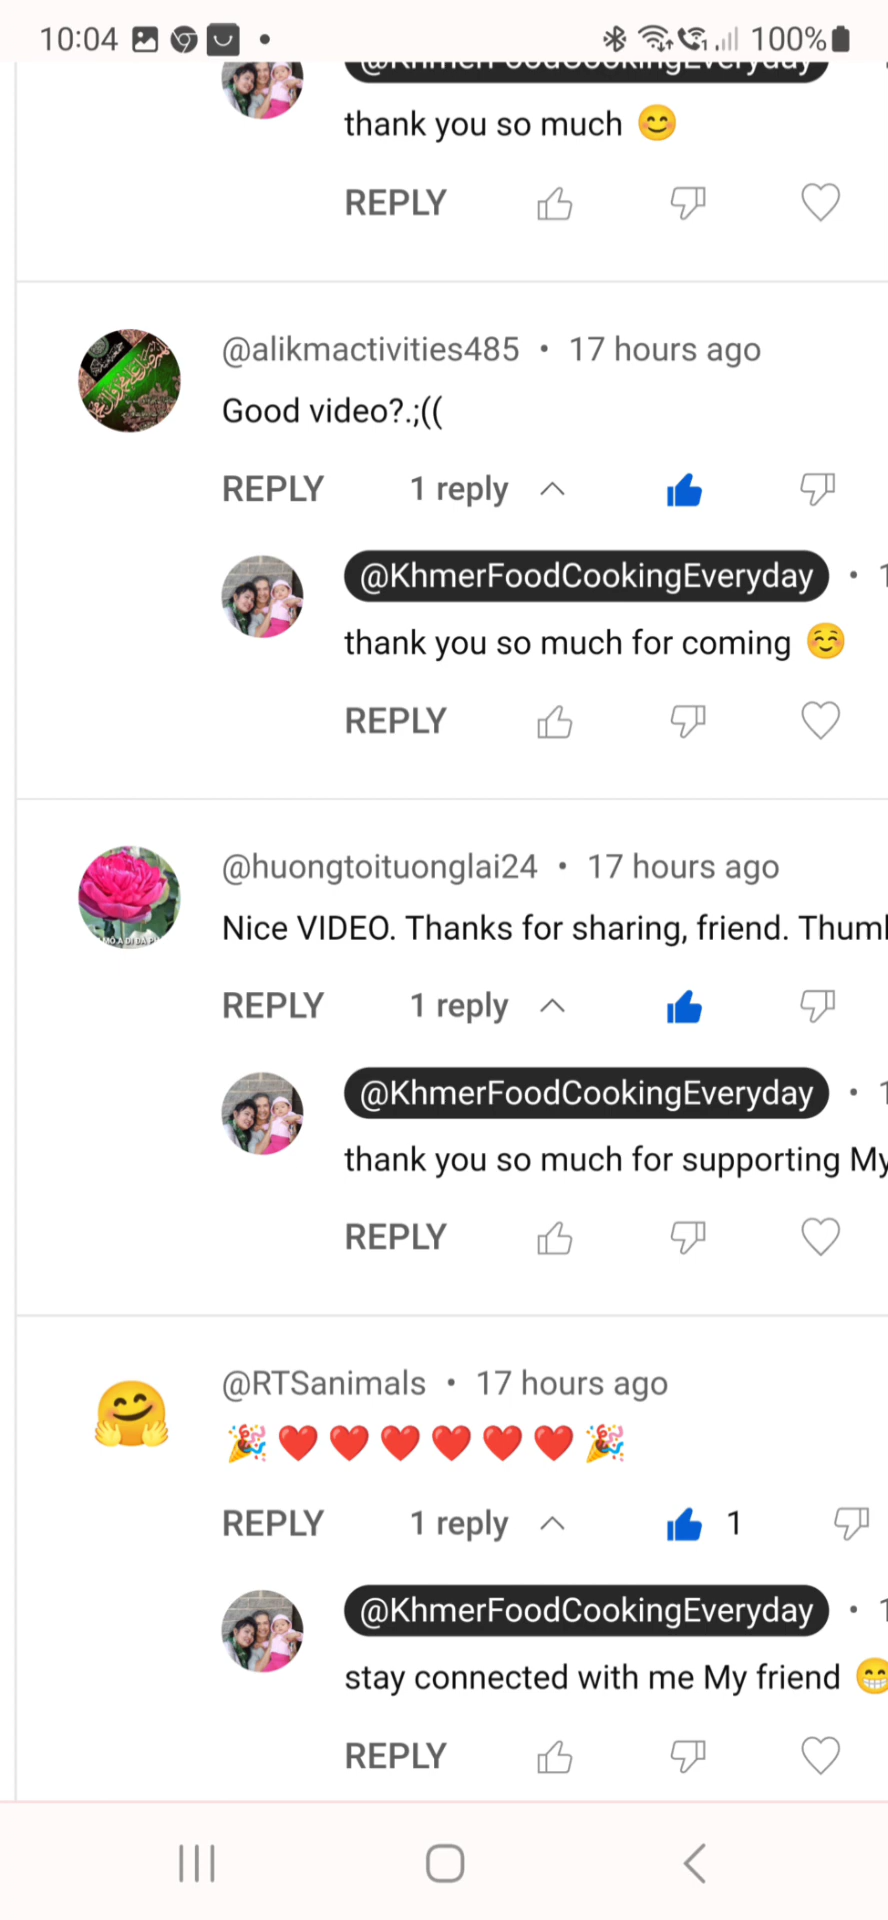 10:04 100%
@KhmerFoodCookingEveryday
thank you so much 😊
REPLY
@alikmactivities485 • 17 hours ago
Good video?.;((
REPLY 1 reply
@KhmerFoodCookingEveryday • 1
thank you so much for coming ☺️
REPLY
@huongtoituonglai24 • 17 hours ago
Nice VIDEO. Thanks for sharing, friend.
REPLY 1 reply
@KhmerFoodCookingEveryday • 1
thank you so much for supporting My
REPLY
@RTSanimals • 17 hours ago
🎉❤️❤️❤️❤️❤️❤️🎉
REPLY 1 reply 1
@KhmerFoodCookingEveryday • 1
stay connected with me My friend 😁
REPLY